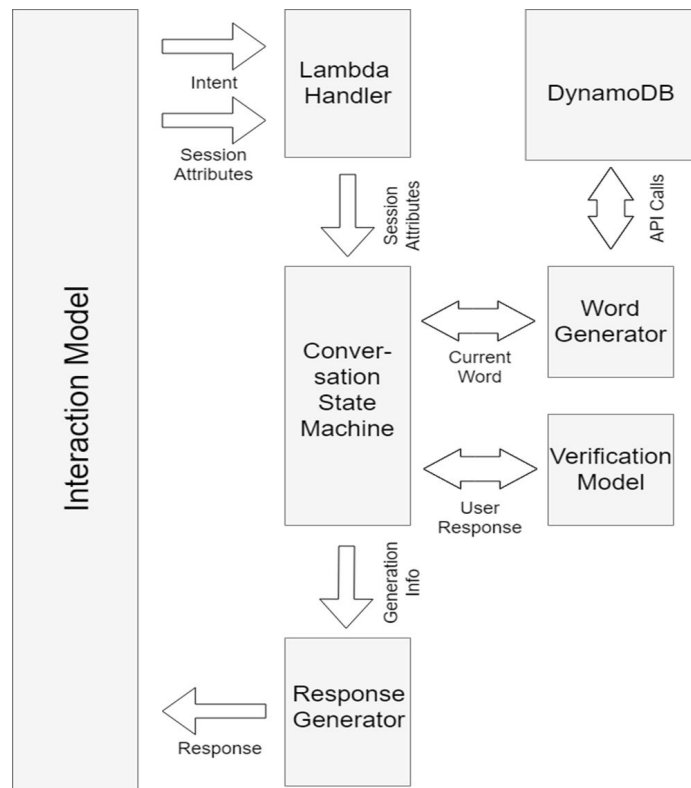 Interaction Model
Intent
Session
Attributes
Lambda
Handler
DynamoDB
Session
Attributes
API Calls
Conver-
sation
State
Machine
Current
Word
Word
Generator
User
Response
Verification
Model
Generation
Info
Response
Generator
Response